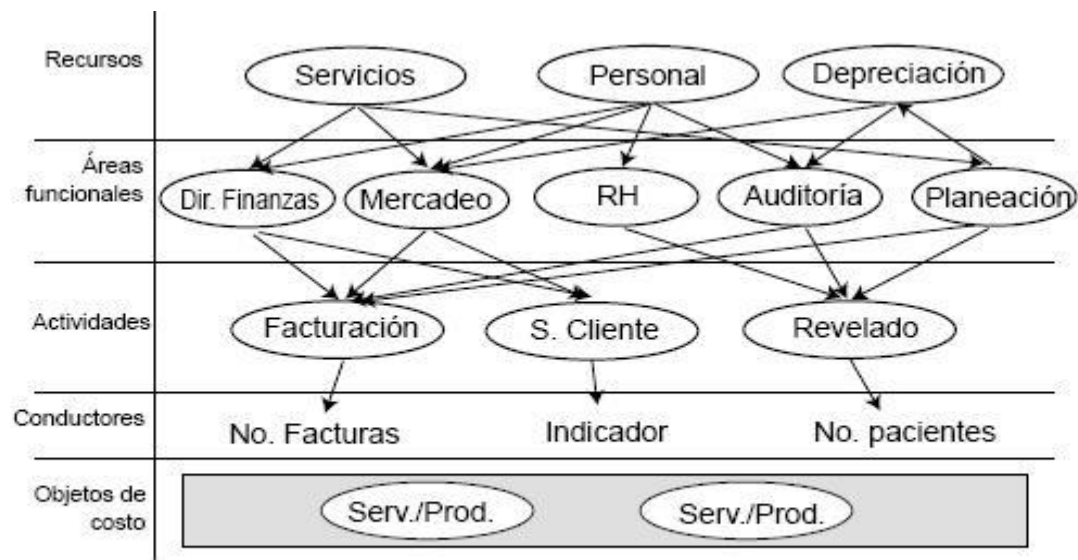 Recursos
Servicios Personal Depreciación
Áreas
funcionales
Dir. Finanzas Mercadeo RH Auditoría Planeación
Actividades
Facturación S. Cliente Revelado
Conductores
No. Facturas Indicador No. pacientes
Objetos de
costo
Serv./Prod. Serv./Prod.